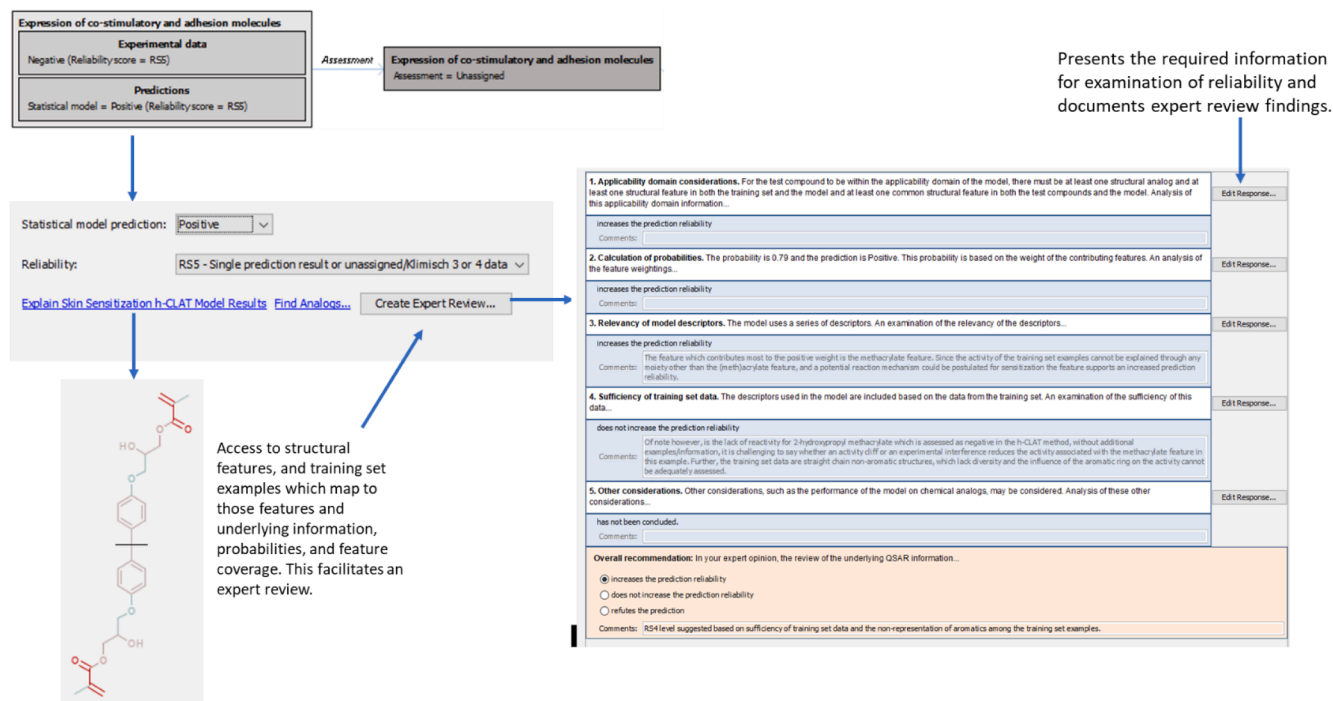 Expression of co-stimulatory and adhesion molecules
Experimental data
Negative (Reliability score = RS5)
Predictions
Statistical model = Positive (Reliability score = RS5)
Assessment
Expression of co-stimulatory and adhesion molecules
Assessment = Unassigned
Presents the required information
for examination of reliability and
documents expert review findings.
Statistical model prediction: Positive
Reliability: RS5 - Single prediction result or unassigned/Klimisch 3 or 4 data
Explain Skin Sensitization h-CLAT Model Results Find Analogs... Create Expert Review...
O
O
HO
O
O
OH
O
O
Access to structural
features, and training set
examples which map to
those features and
underlying information,
probabilities, and feature
coverage. This facilitates an
expert review.
1. Applicability domain considerations. For the test compound to be within the applicability domain of the model, there must be at least one structural analog and at
least one structural feature in both the training set and the model and at least one common structural feature in both the test compounds and the model. Analysis of
this applicability domain information...
Edit Response...
increases the prediction reliability
Comments:
2. Calculation of probabilities. The probability is 0.79 and the prediction is Positive. This probability is based on the weight of the contributing features. An analysis of
the feature weightings...
Edit Response...
increases the prediction reliability
Comments:
3. Relevancy of model descriptors. The model uses a series of descriptors. An examination of the relevancy of the descriptors...
Edit Response...
increases the prediction reliability
Comments: The feature which contributes most to the positive weight is the methacrylate feature. Since the activity of the training set examples cannot be explained through any
moiety other than the (meth)acrylate feature, and a potential reaction mechanism could be postulated for sensitization the feature supports an increased prediction
reliability.
4. Sufficiency of training set data. The descriptors used in the model are included based on the data from the training set. An examination of the sufficiency of this
data...
Edit Response...
does not increase the prediction reliability
Comments: Of note however, is the lack of reactivity for 2-hydroxypropyl methacrylate which is assessed as negative in the h-CLAT method, without additional
examples/information, it is challenging to say whether an activity cliff or an experimental interference reduces the activity associated with the methacrylate feature in
this example. Further, the training set data are straight chain non-aromatic structures, which lack diversity and the influence of the aromatic ring on the activity cannot
be adequately assessed.
5. Other considerations. Other considerations, such as the performance of the model on chemical analogs, may be considered. Analysis of these other
considerations...
Edit Response...
has not been concluded.
Comments:
Overall recommendation: In your expert opinion, the review of the underlying QSAR information...
increases the prediction reliability
does not increase the prediction reliability
refutes the prediction
Comments: RS4 level suggested based on sufficiency of training set data and the non-representation of aromatics among the training set examples.